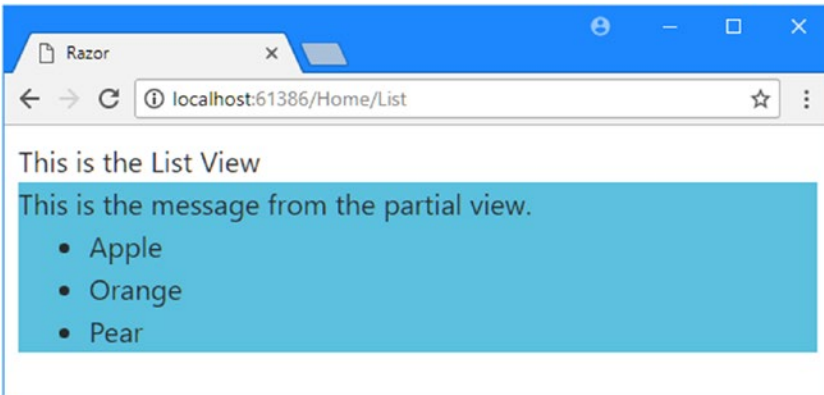 Razor
localhost:61386/Home/List
This is the List View
This is the message from the partial view.
• Apple
• Orange
• Pear